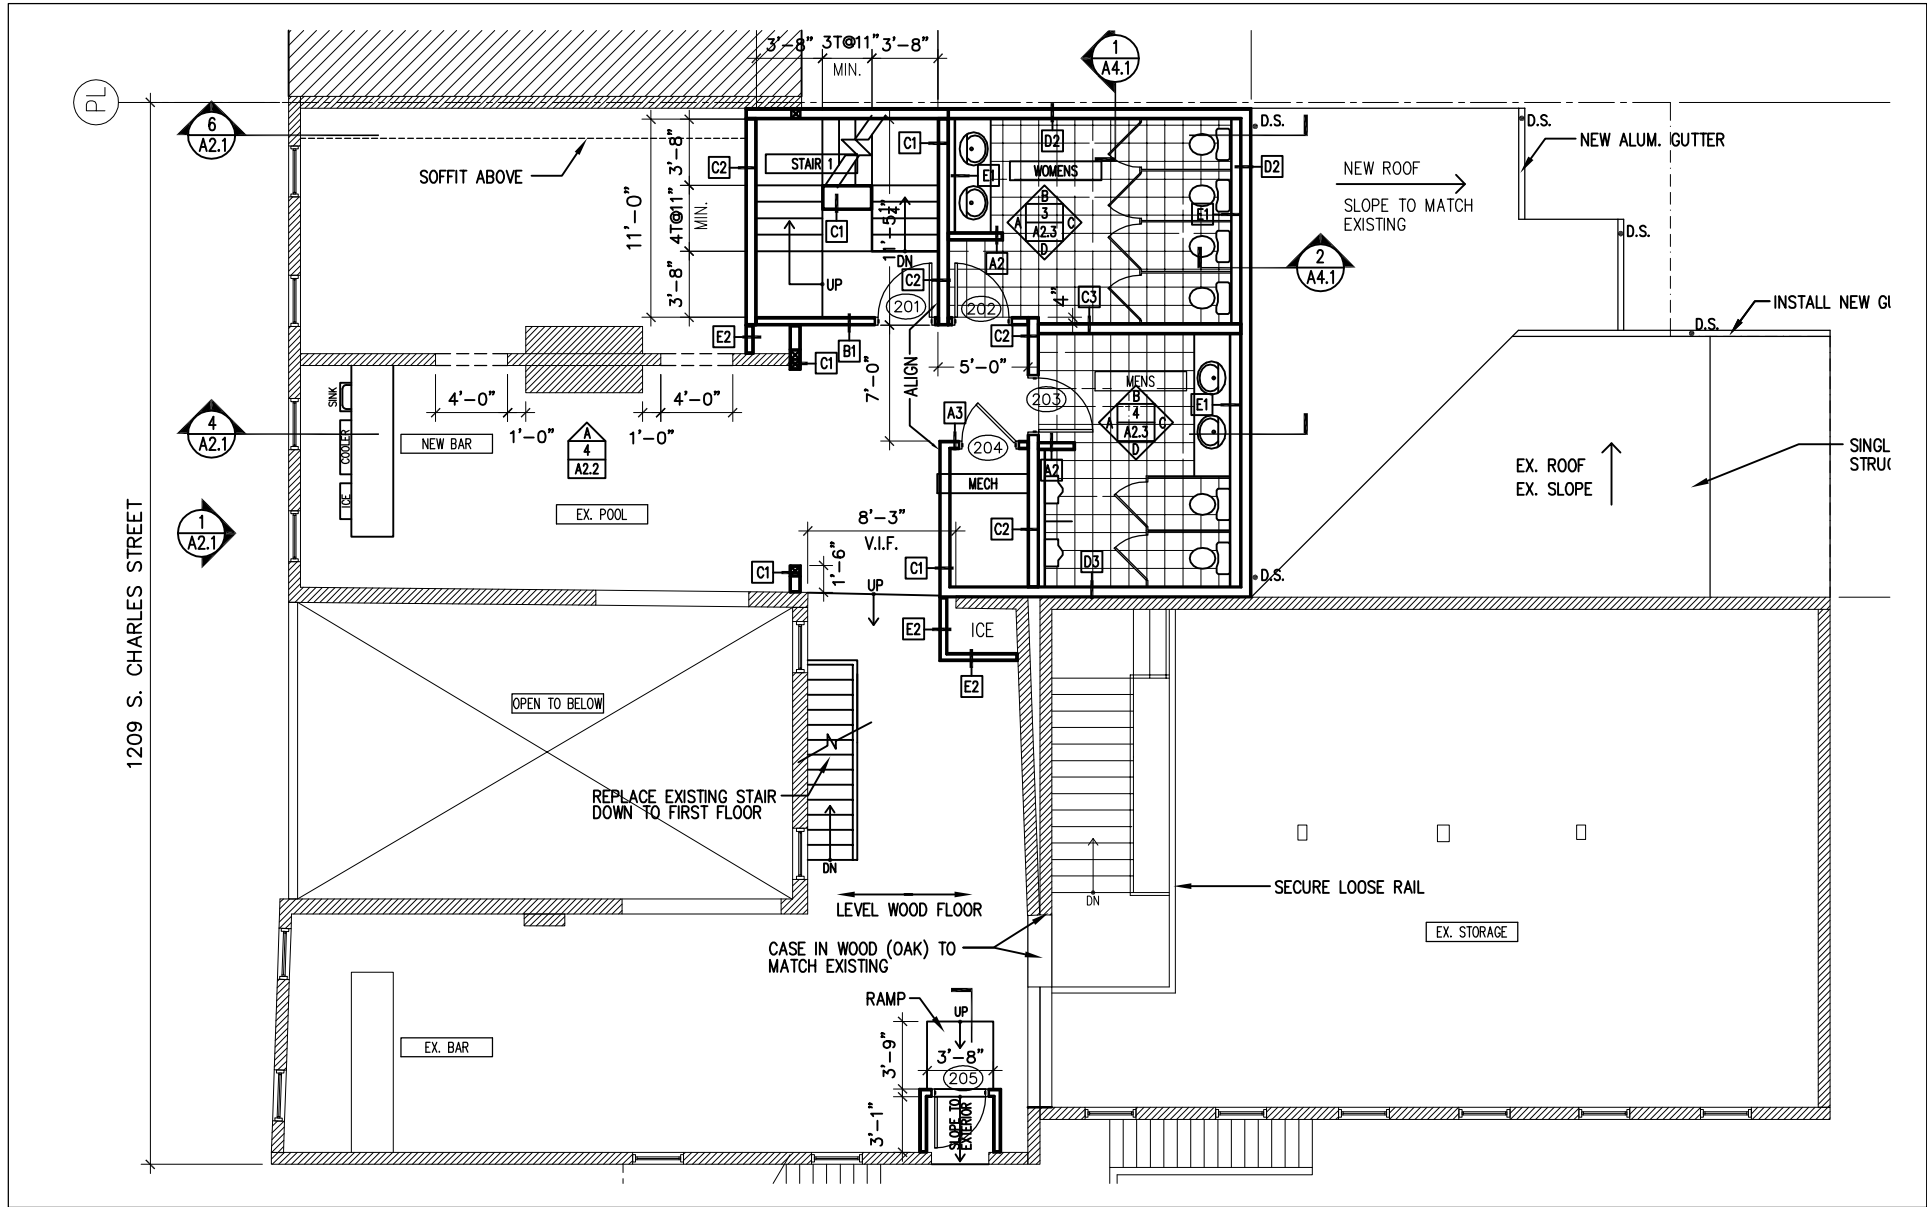 3'-8" 3T@11" 3'-8"
MIN.
1
A4.1
PL
6
A2.1
D.S.
D.S.
NEW ALUM. GUTTER
SOFFIT ABOVE
11'-0"
3'-8"
4T@11"
MIN.
3'-8"
C2
STAIR 1
C1
D2
E1
WOMENS
D2
NEW ROOF
SLOPE TO MATCH
EXISTING
C1
B
3
A2.3
A
C
D
E1
D.S.
DN
UP
C2
A2
2
A4.1
201
202
4"
C3
INSTALL NEW
D.S.
E2
C1
B1
7'-0"
ALIGN
5'-0"
C2
SINK
COOLER
ICE
4'-0"
1'-0"
1'-0"
4'-0"
4
A2.1
NEW BAR
A
4
A2.2
MENS
203
B
4
A2.3
A
C
D
E1
A3
204
A2
MECH
SINGL
EX. ROOF
EX. SLOPE
1
A2.1
EX. POOL
8'-3"
V.I.F.
C2
C1
1'-6"
C1
UP
D3
D.S.
1209 S. CHARLES STREET
E2
ICE
E2
OPEN TO BELOW
REPLACE EXISTING STAIR
DOWN TO FIRST FLOOR
DN
LEVEL WOOD FLOOR
DN
SECURE LOOSE RAIL
CASE IN WOOD (OAK) TO
MATCH EXISTING
EX. STORAGE
RAMP
UP
3'-9"
3'-8"
205
EX. BAR
3'-1"
SLOPE TO
EXTERIOR